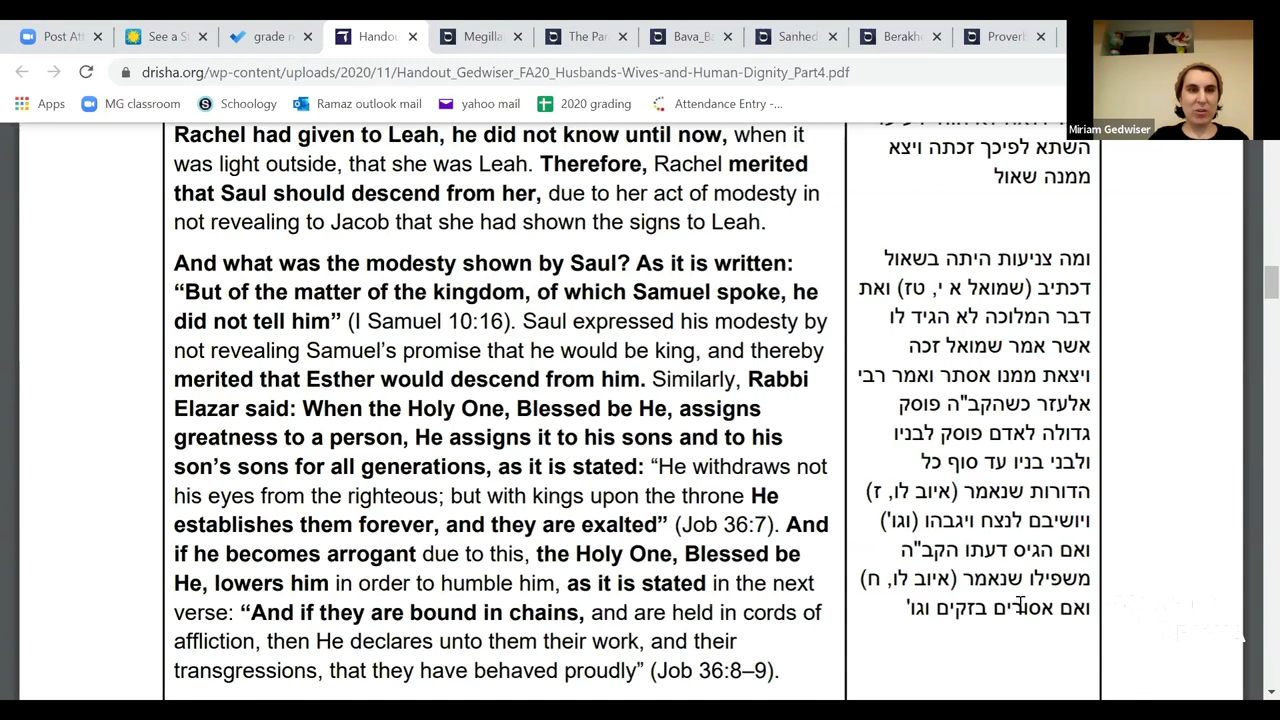 Post Att
See a St
grade re
Handou
Megilla
The Par
Bava_Ba
Sanhed
Berakho
Proverb
drisha.org/wp-content/uploads/2020/11/Handout_Gedwiser_FA20_Husbands-Wives-and-Human-Dignity_Part4.pdf
Apps
MG classroom
Schoology
Ramaz outlook mail
yahoo mail
2020 grading
Attendance Entry -...
Miriam Gedwiser
Rachel had given to Leah, he did not know until now, when it
was light outside, that she was Leah. Therefore, Rachel merited
that Saul should descend from her, due to her act of modesty in
not revealing to Jacob that she had shown the signs to Leah.
And what was the modesty shown by Saul? As it is written:
“But of the matter of the kingdom, of which Samuel spoke, he
did not tell him” (I Samuel 10:16). Saul expressed his modesty by
not revealing Samuel’s promise that he would be king, and thereby
merited that Esther would descend from him. Similarly, Rabbi
Elazar said: When the Holy One, Blessed be He, assigns
greatness to a person, He assigns it to his sons and to his
son’s sons for all generations, as it is stated: “He withdraws not
his eyes from the righteous; but with kings upon the throne He
establishes them forever, and they are exalted” (Job 36:7). And
if he becomes arrogant due to this, the Holy One, Blessed be
He, lowers him in order to humble him, as it is stated in the next
verse: “And if they are bound in chains, and are held in cords of
affliction, then He declares unto them their work, and their
transgressions, that they have behaved proudly” (Job 36:8–9).
השתא לפיכך זכתה ויצא
ממנה שאול
ומה צניעות היתה בשאול
דכתיב (שמואל א י, טז) ואת
דבר המלוכה לא הגיד לו
אשר אמר שמואל זכה
ויצאת ממנו אסתר ואמר רבי
אלעזר כשהקב"ה פוסק
גדולה לאדם פוסק לבניו
ולבני בניו עד סוף כל
הדורות שנאמר (איוב לו, ז)
ויושיבם לנצח ויגבהו (וגו')
ואם הגיס דעתו הקב"ה
משפילו שנאמר (איוב לו, ח)
ואם אסורים בזקים וגו'